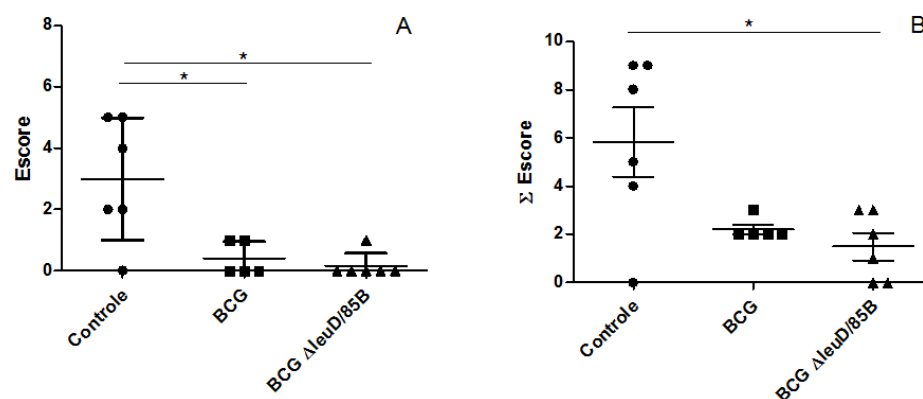 A
Escore
8
6
4
2
0
*
*
Controle
BCG
BCG ΔleuD/85B
B
Σ Escore
10
8
6
4
2
0
*
Controle
BCG
BCG ΔleuD/85B